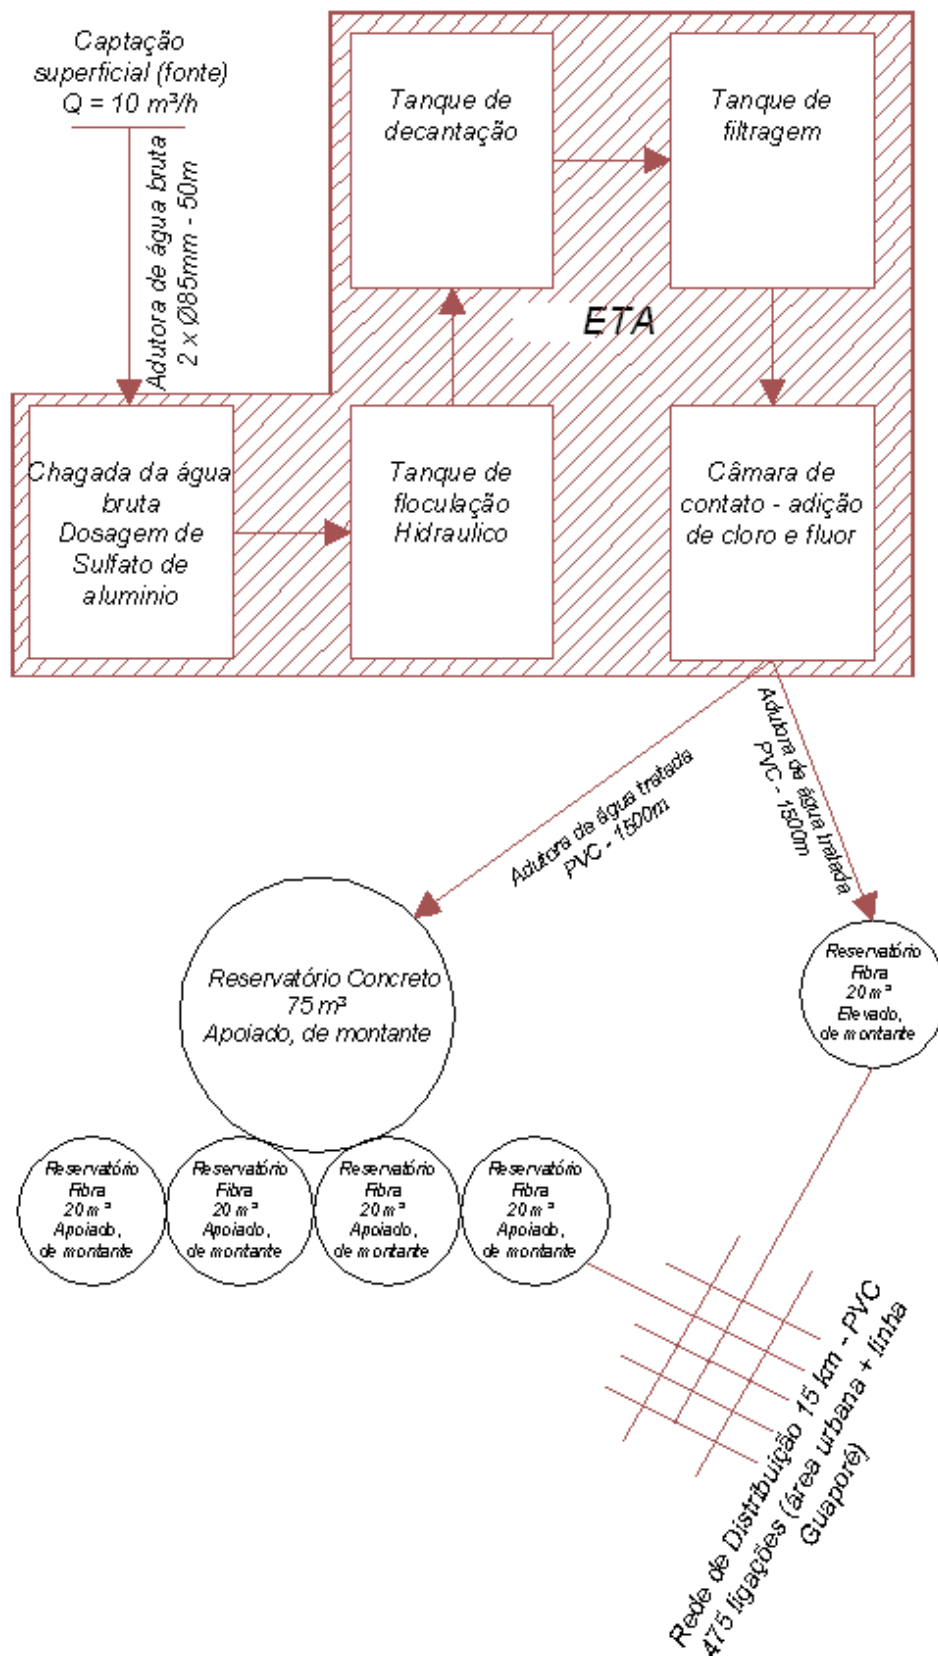 Captação
superficial (fonte)
Q = 10 m³/h
Adutora de água bruta
2 x Ø85mm - 50m
Tanque de
decantação
Tanque de
filtragem
ETA
Chagada da água
bruta
Dosagem de
Sulfato de
aluminio
Tanque de
floculação
Hidraulico
Câmara de
contato - adição
de cloro e fluor
Adutora de água tratada
PVC - 1500m
Adutora de água tratada
PVC - 1500m
Reservatório Concreto
75 m³
Apoiado, de montante
Reservatório
Fibra
20 m³
Elevado,
de montante
Reservatório
Fibra
20 m³
Apoiado,
de montante
Reservatório
Fibra
20 m³
Apoiado,
de montante
Reservatório
Fibra
20 m³
Apoiado,
de montante
Reservatório
Fibra
20 m³
Apoiado,
de montante
Rede de Distribuição 15 km - PVC
475 ligações (área urbana + linha
Guaporé)